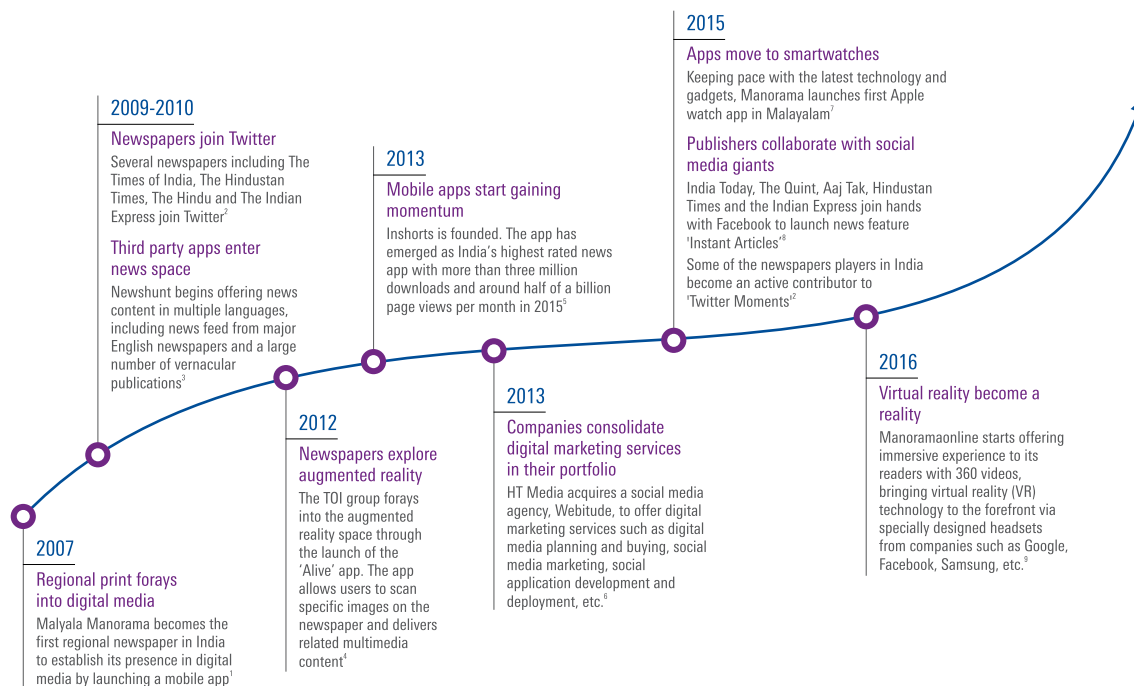 2007
Regional print forays
into digital media
Malyala Manorama becomes the
first regional newspaper in India
to establish its presence in digital
media by launching a mobile app1
2009-2010
Newspapers join Twitter
Several newspapers including The
Times of India, The Hindustan
Times, The Hindu and The Indian
Express join Twitter2
Third party apps enter
news space
Newshunt begins offering news
content in multiple languages,
including news feed from major
English newspapers and a large
number of vernacular
publications3
2012
Newspapers explore
augmented reality
The TOI group forays
into the augmented
reality space through
the launch of the
‘Alive’ app. The app
allows users to scan
specific images on the
newspaper and delivers
related multimedia
content4
2013
Mobile apps start gaining
momentum
Inshorts is founded. The app has
emerged as India’s highest rated news
app with more than three million
downloads and around half of a billion
page views per month in 20155
2013
Companies consolidate
digital marketing services
in their portfolio
HT Media acquires a social media
agency, Webitude, to offer digital
marketing services such as digital
media planning and buying, social
media marketing, social
application development and
deployment, etc.6
2015
Apps move to smartwatches
Keeping pace with the latest technology and
gadgets, Manorama launches first Apple
watch app in Malayalam7
Publishers collaborate with social
media giants
India Today, The Quint, Aaj Tak, Hindustan
Times and the Indian Express join hands
with Facebook to launch news feature
'Instant Articles'8
Some of the newspapers players in India
become an active contributor to
'Twitter Moments'2
2016
Virtual reality become a
reality
Manoramaonline starts offering
immersive experience to its
readers with 360 videos,
bringing virtual reality (VR)
technology to the forefront via
specially designed headsets
from companies such as Google,
Facebook, Samsung, etc.9